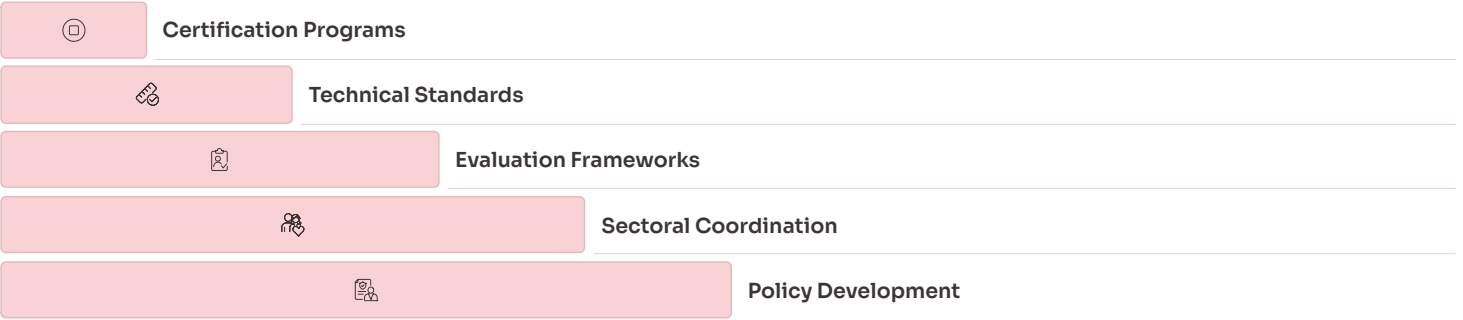 Certification Programs
Technical Standards
Evaluation Frameworks
Sectoral Coordination
Policy Development